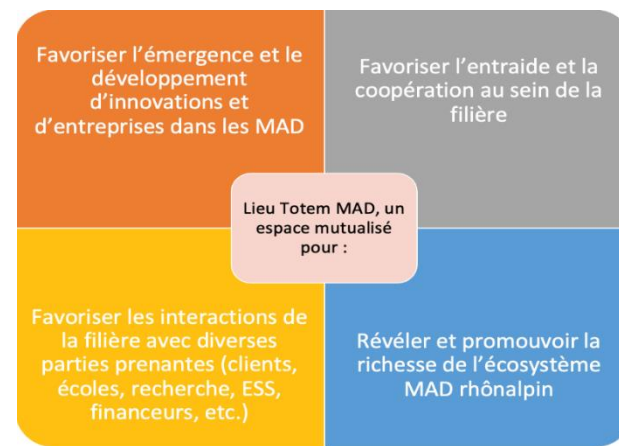 Favoriser l'émergence et le
développement
d'innovations et
d'entreprises dans les MAD
Favoriser l'entraide et la
coopération au sein de la
filière
Lieu Totem MAD, un
espace mutualisé
pour :
Favoriser les interactions de
la filière avec diverses
parties prenantes (clients,
écoles, recherche, ESS,
financeurs, etc.)
Révéler et promouvoir la
richesse de l'écosystème
MAD rhônalpin